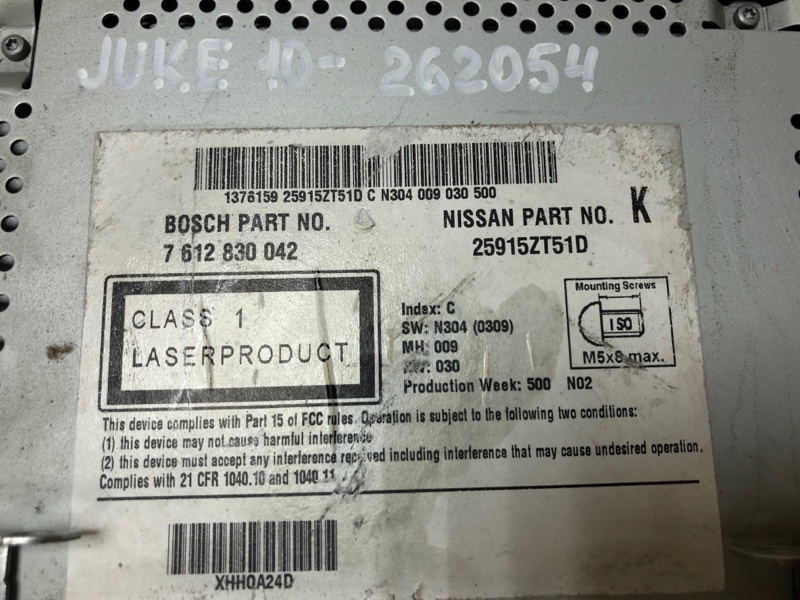 JUKE 10- 262054
1376159 25915ZT51D C N304 009 030 500
BOSCH PART NO.
7 612 830 042
NISSAN PART NO. K
25915ZT51D
CLASS 1
LASERPRODUCT
Index: C
SW: N304 (0309)
MH: 009
: 030
Production Week: 500 N02
Mounting Screws
ISO
M5x8 max.
This device complies with Part 15 of FCC rules. Operation is subject to the following two conditions:
(1) this device may not cause harmful interference
(2) this device must accept any interference received including interference that may cause undesired operation.
Complies with 21 CFR 1040.10 and 1040.11
XHHQA24D